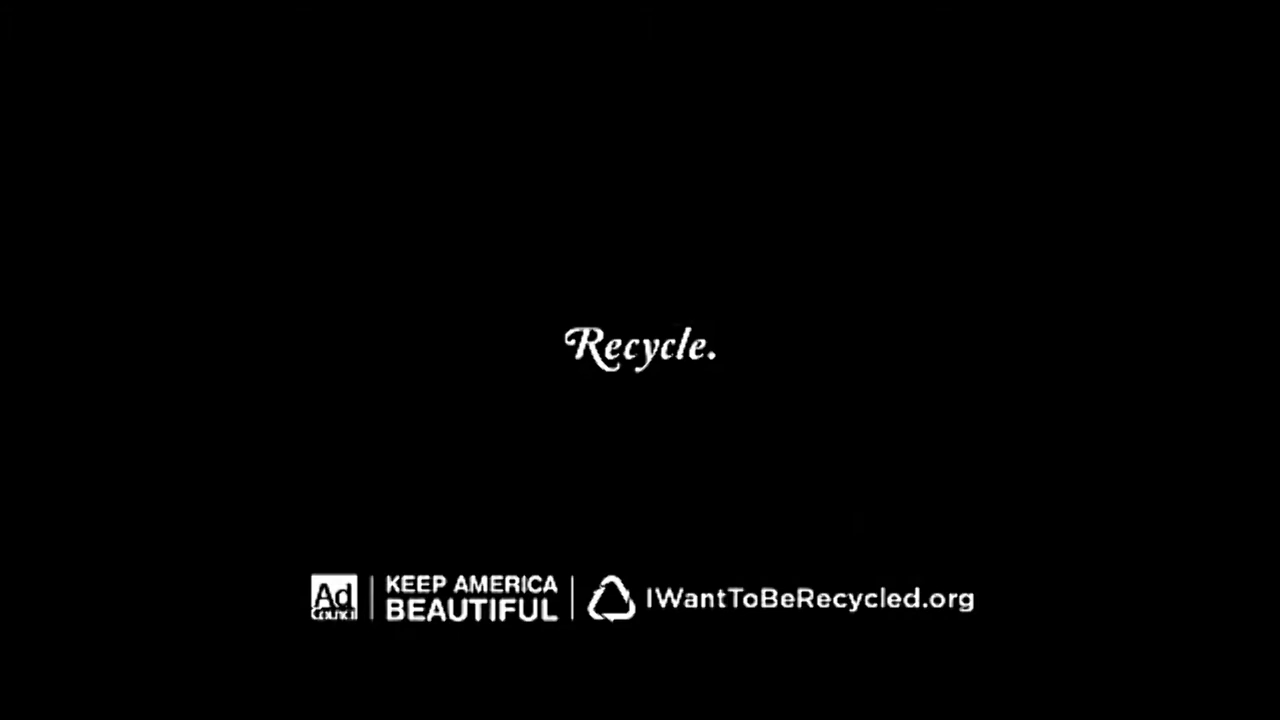 Recycle.
Ad Council
KEEP AMERICA
BEAUTIFUL
IWantToBeRecycled.org